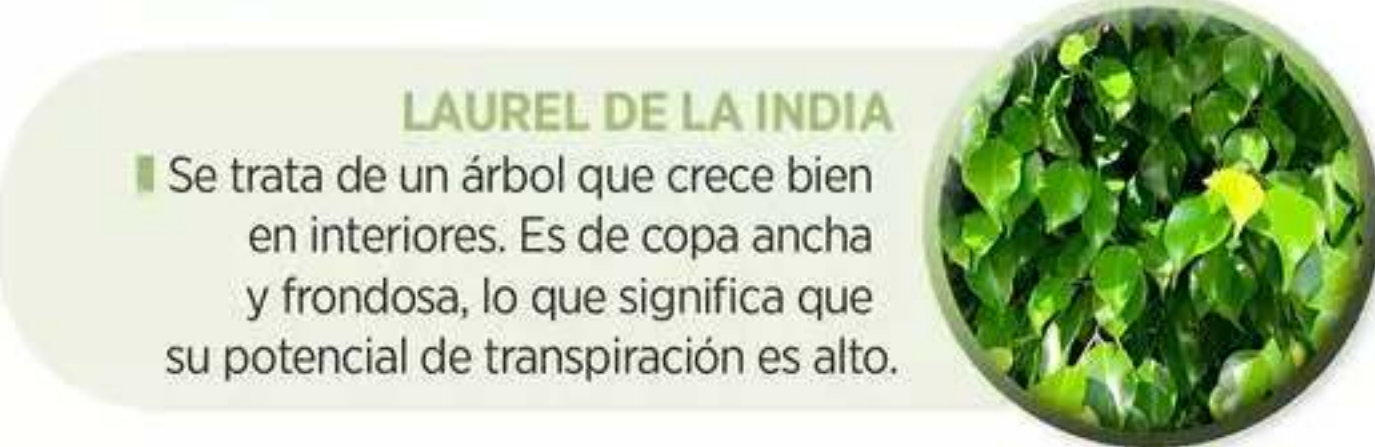 LAUREL DE LA INDIA
Se trata de un árbol que crece bien
en interiores. Es de copa ancha
y frondosa, lo que significa que
su potencial de transpiración es alto.